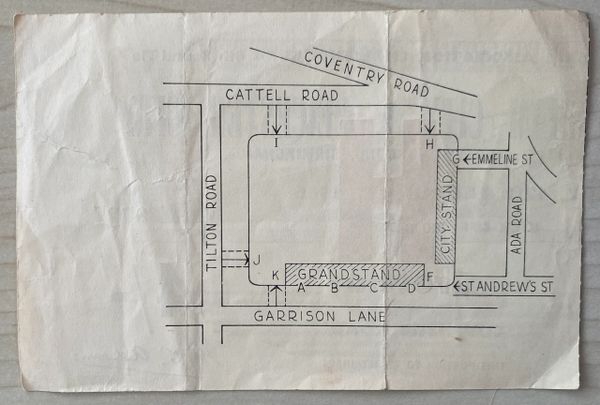 COVENTRY ROAD
CATTELL ROAD
I
H
G
EMMELINE ST
TILTON ROAD
CITY STAND
ADA ROAD
J
K
GRANDSTAND
F
A B C D
ST ANDREW'S ST
GARRISON LANE